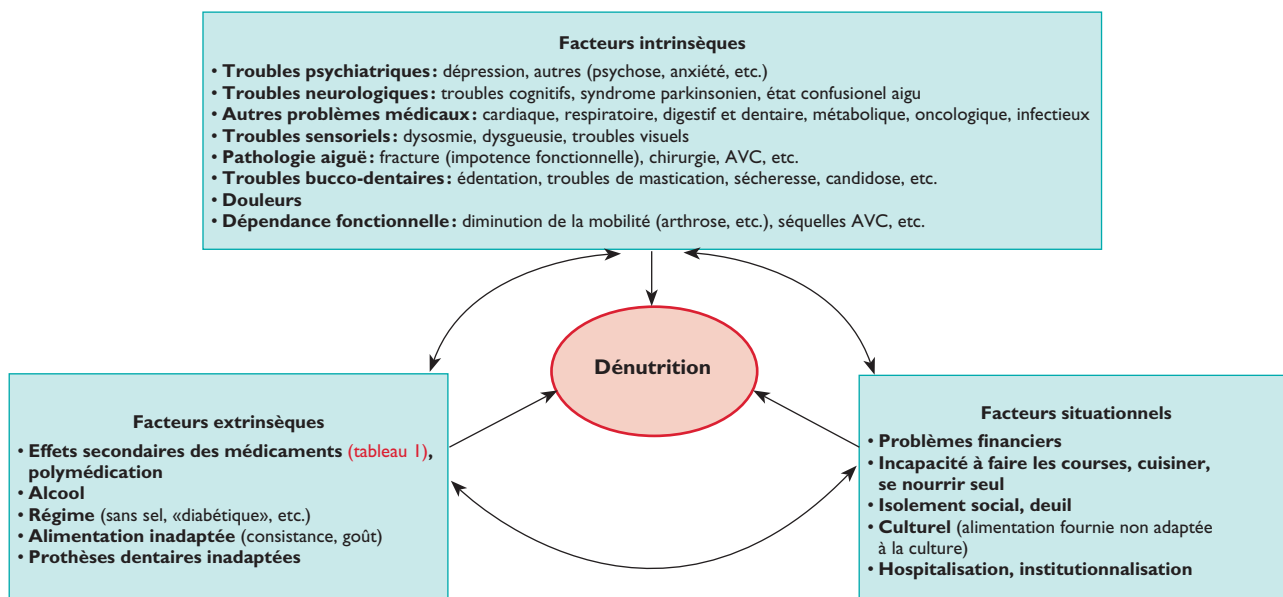 Facteurs intrinsèques
• Troubles psychiatriques: dépression, autres (psychose, anxiété, etc.)
• Troubles neurologiques: troubles cognitifs, syndrome parkinsonien, état confusionel aigu
• Autres problèmes médicaux: cardiaque, respiratoire, digestif et dentaire, métabolique, oncologique, infectieux
• Troubles sensoriels: dysosmie, dysgueusie, troubles visuels
• Pathologie aiguë: fracture (impotence fonctionnelle), chirurgie, AVC, etc.
• Troubles bucco-dentaires: édentation, troubles de mastication, sécheresse, candidose, etc.
• Douleurs
• Dépendance fonctionnelle: diminution de la mobilité (arthrose, etc.), séquelles AVC, etc.
Dénutrition
Facteurs extrinsèques
• Effets secondaires des médicaments (tableau 1),
polymédication
• Alcool
• Régime (sans sel, «diabétique», etc.)
• Alimentation inadaptée (consistance, goût)
• Prothèses dentaires inadaptées
Facteurs situationnels
• Problèmes financiers
• Incapacité à faire les courses, cuisiner,
se nourrir seul
• Isolement social, deuil
• Culturel (alimentation fournie non adaptée
à la culture)
• Hospitalisation, institutionnalisation